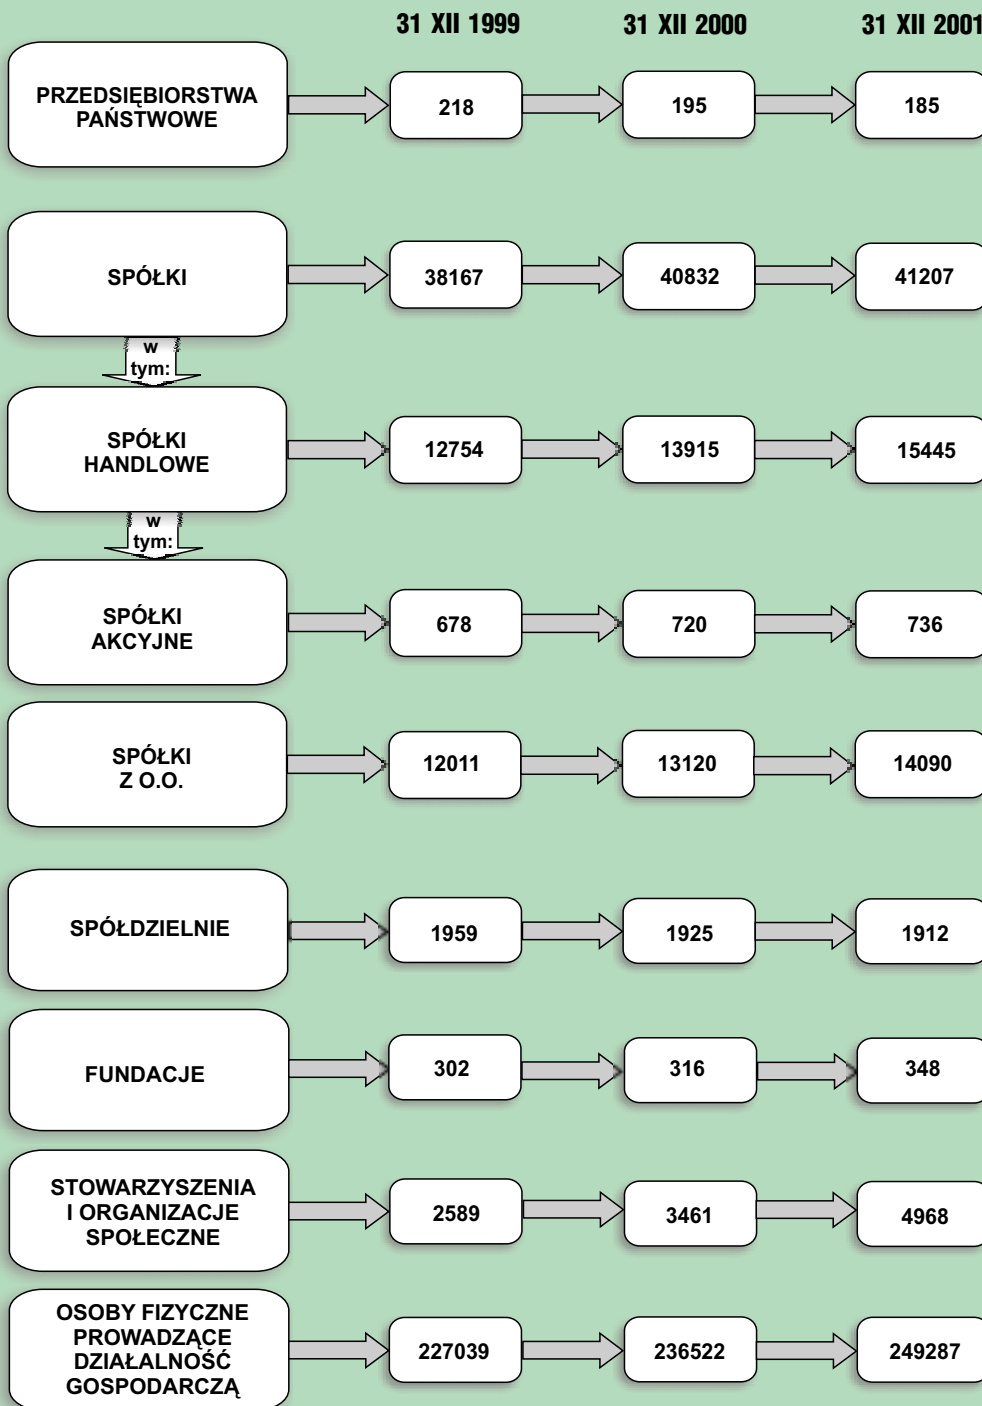 31 XII 1999 31 XII 2000 31 XII 2001
PRZEDSIĘBIORSTWA
PAŃSTWOWE
218 195 185
SPÓŁKI
38167 40832 41207
w
tym:
SPÓŁKI
HANDLOWE
12754 13915 15445
w
tym:
SPÓŁKI
AKCYJNE
678 720 736
SPÓŁKI
Z O.O.
12011 13120 14090
SPÓŁDZIELNIE
1959 1925 1912
FUNDACJE
302 316 348
STOWARZYSZENIA
I ORGANIZACJE
SPOŁECZNE
2589 3461 4968
OSOBY FIZYCZNE
PROWADZĄCE
DZIAŁALNOŚĆ
GOSPODARCZĄ
227039 236522 249287